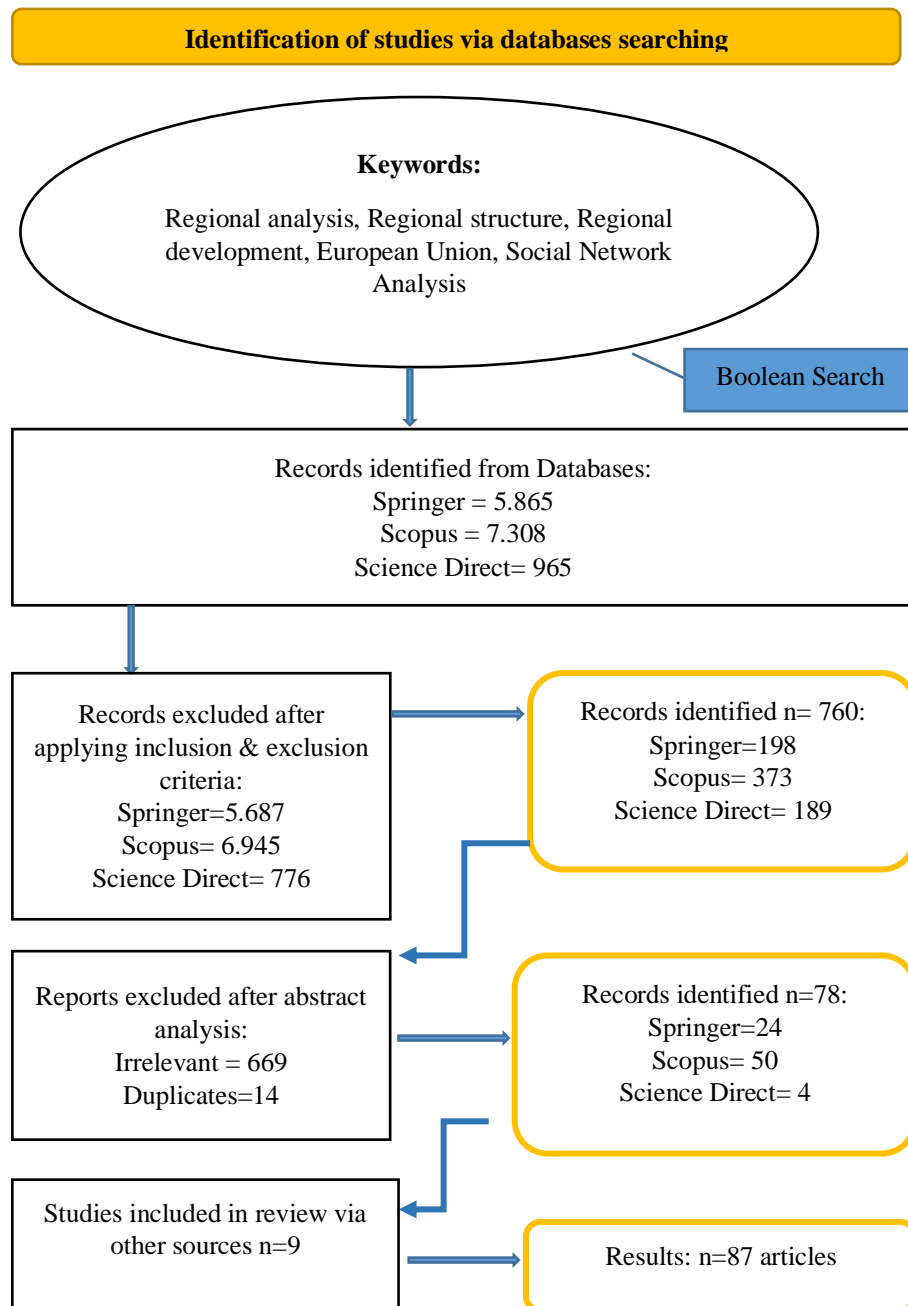 Identification of studies via databases searching
Keywords:
Regional analysis, Regional structure, Regional
development, European Union, Social Network
Analysis
Boolean Search
Records identified from Databases:
Springer = 5.865
Scopus = 7.308
Science Direct= 965
Records excluded after
applying inclusion & exclusion
criteria:
Springer=5.687
Scopus= 6.945
Science Direct= 776
Records identified n= 760:
Springer=198
Scopus= 373
Science Direct= 189
Reports excluded after abstract
analysis:
Irrelevant = 669
Duplicates=14
Records identified n=78:
Springer=24
Scopus= 50
Science Direct= 4
Studies included in review via
other sources n=9
Results: n=87 articles